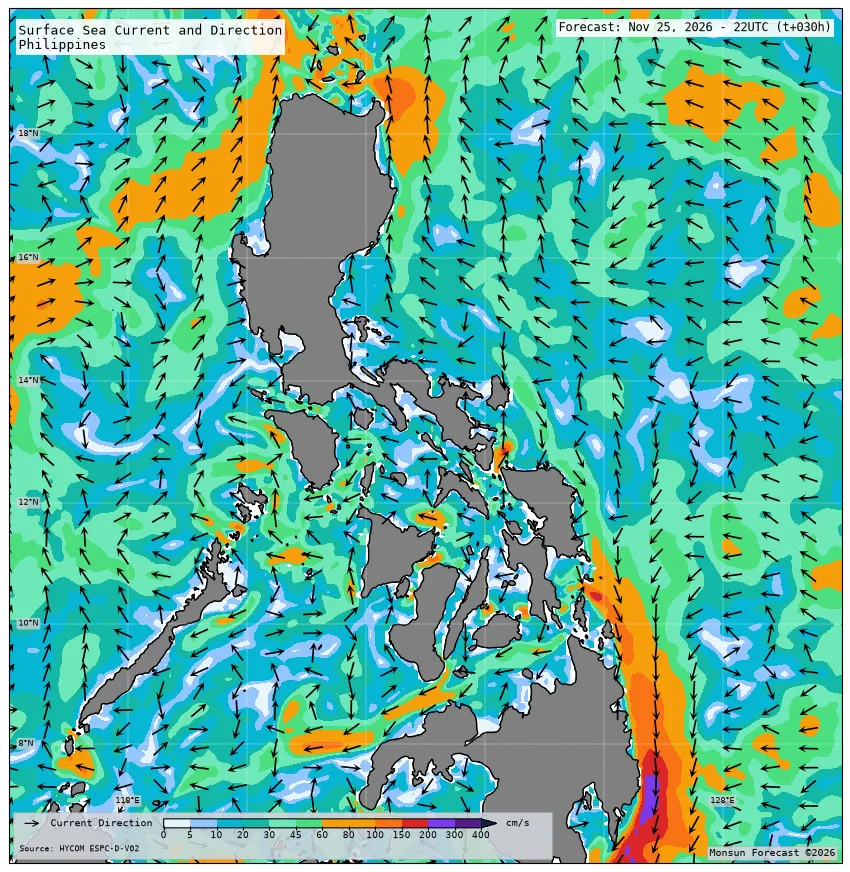 Surface Sea Current and Direction
Philippines
Forecast: Nov 25, 2026 - 22UTC (t+030h)
18°N
16°N
14°N
12°N
10°N
8°N
118°E
128°E
Current Direction
0 5 10 20 30 45 60 80 100 150 200 300 400
cm/s
Source: HYCOM ESPC-D-V02
Monsun Forecast ©2026